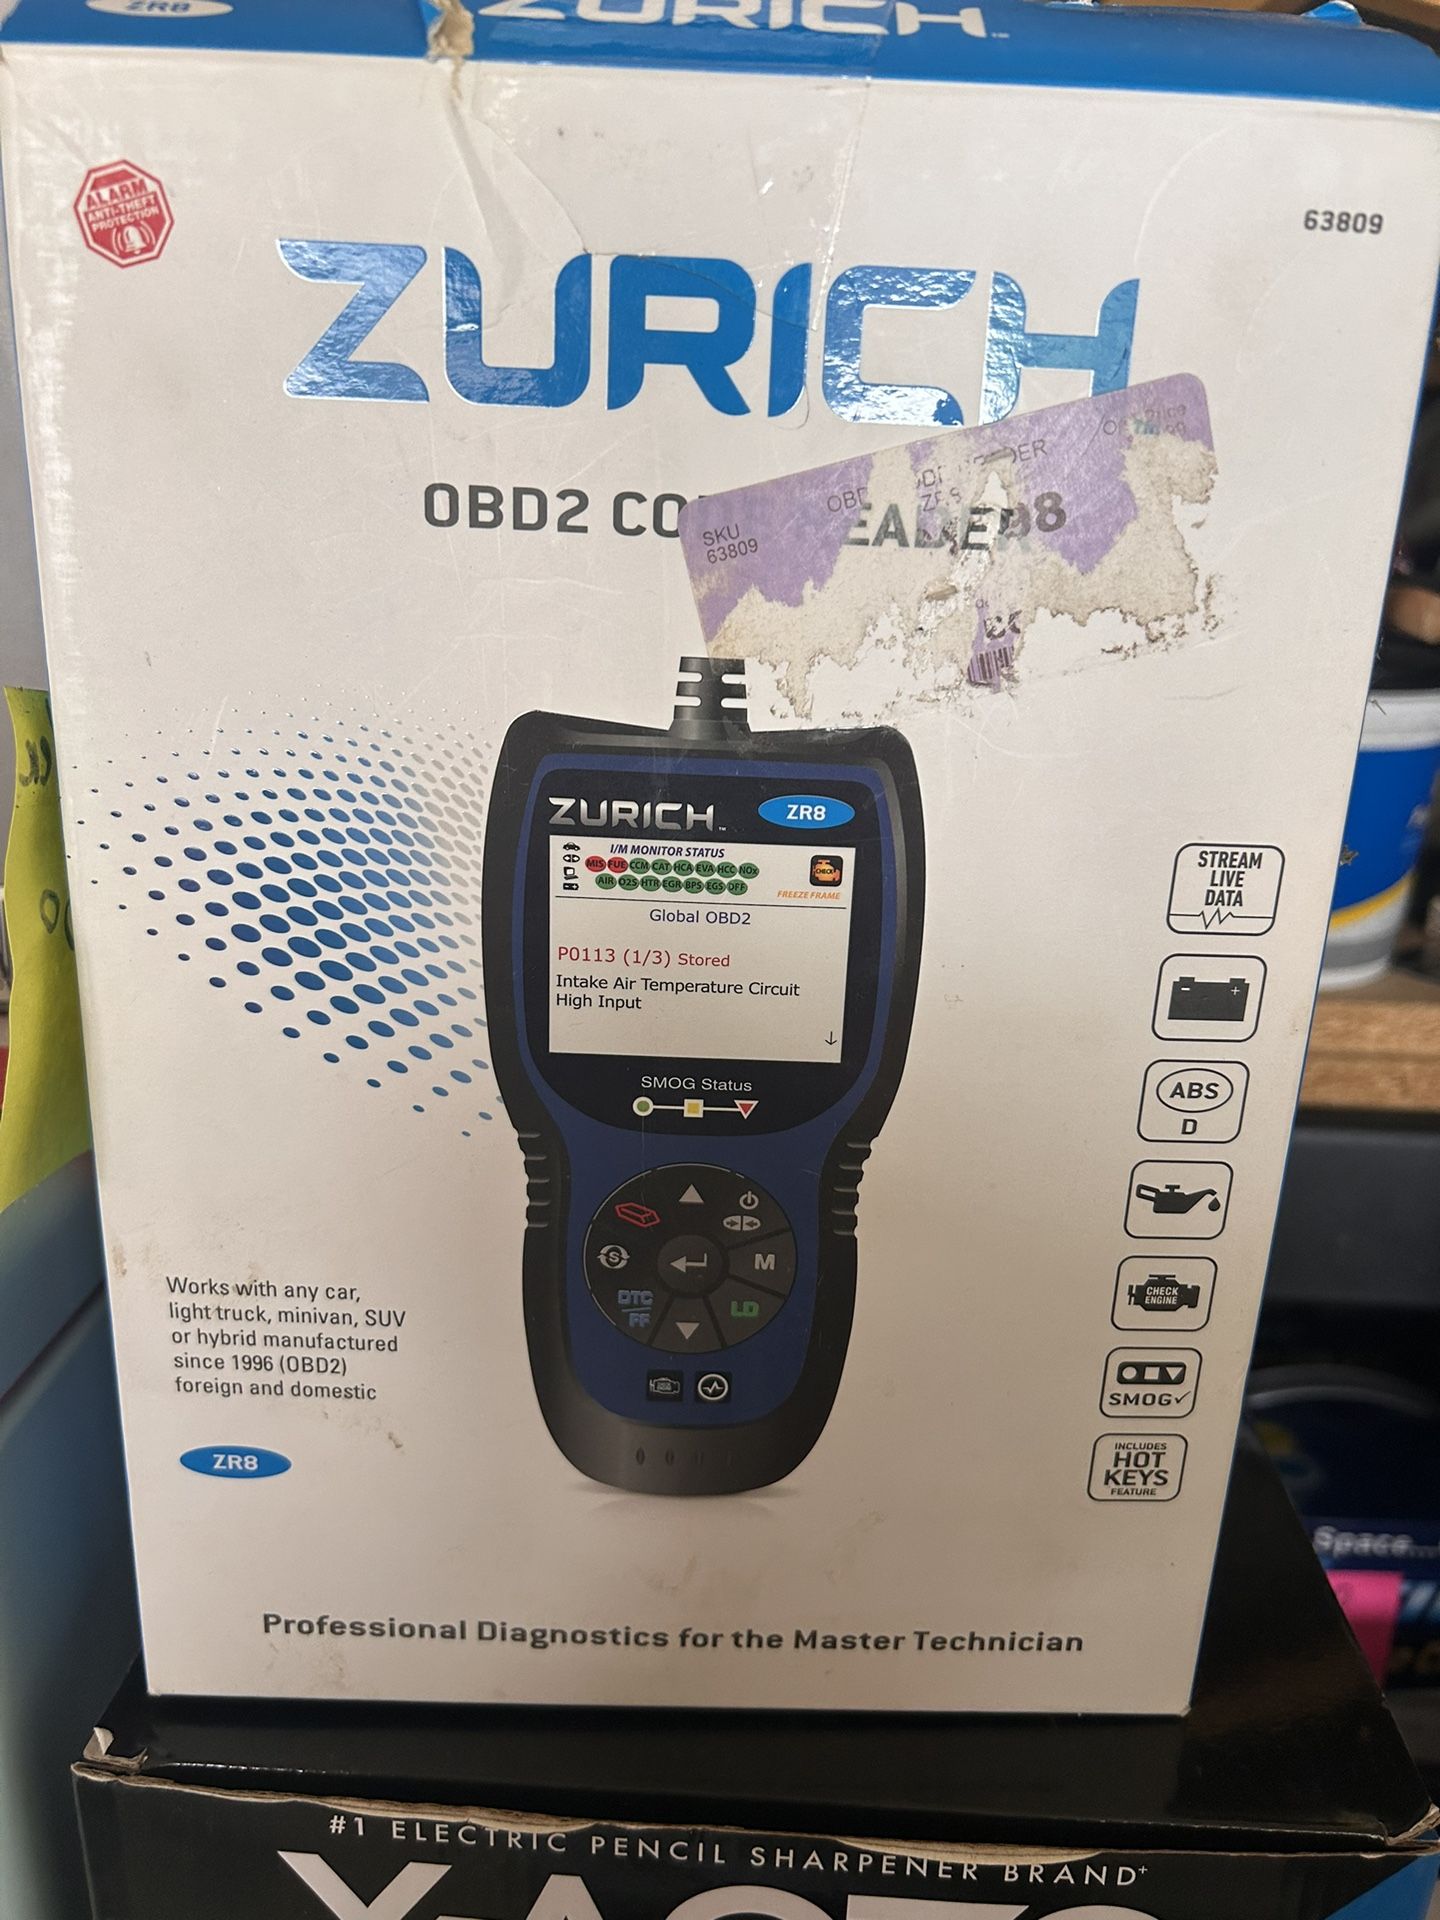 ZR8
ZURICH
ALARM
ANTI-THEFT
PROTECTION
63809
ZURICH
OBD2 CO EADER
SKU
63809
ZURICH ZR8
I/M MONITOR STATUS
MIS FUE CCM CAT HCA EVA HCC NOx
AIR O2S HTR EGR BPS EGS DPF
CHECK
FREEZE FRAME
Global OBD2
P0113 (1/3) Stored
Intake Air Temperature Circuit
High Input
SMOG Status
S
M
DTC
FF
LD
STREAM
LIVE
DATA
ABS
D
CHECK
ENGINE
SMOG
INCLUDES
HOT
KEYS
FEATURE
Works with any car,
light truck, minivan, SUV
or hybrid manufactured
since 1996 (OBD2)
foreign and domestic
ZR8
Professional Diagnostics for the Master Technician
Space...
#1 ELECTRIC PENCIL SHARPENER BRAND+